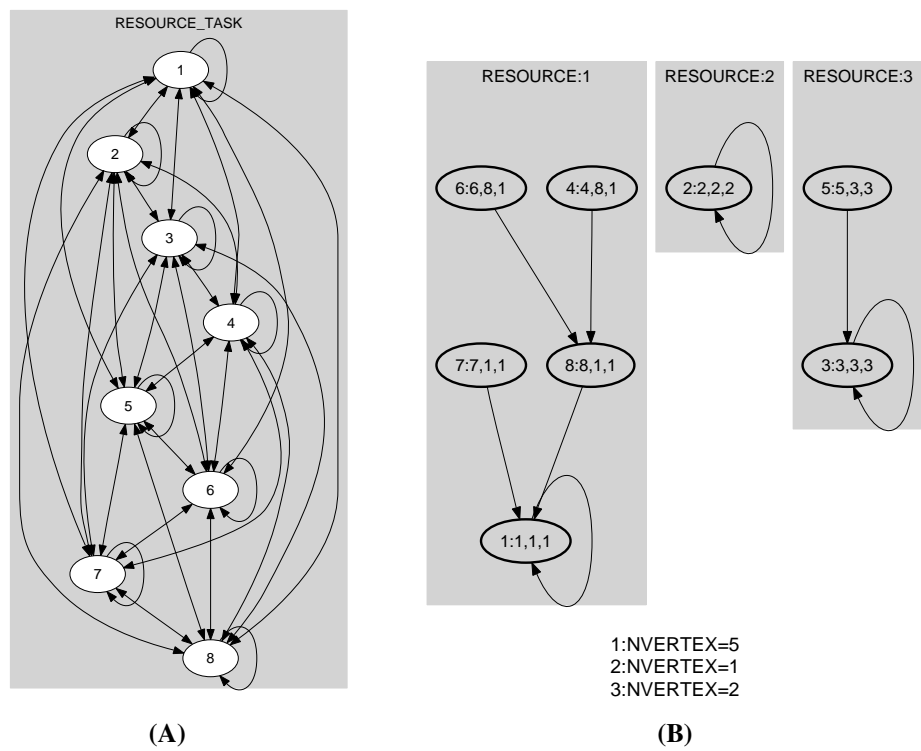 RESOURCE_TASK
1
2
3
4
5
6
7
8
(A)
RESOURCE:1
6:6,8,1
4:4,8,1
7:7,1,1
8:8,1,1
1:1,1,1
RESOURCE:2
2:2,2,2
RESOURCE:3
5:5,3,3
3:3,3,3
1:NVERTEX=5
2:NVERTEX=1
3:NVERTEX=2
(B)